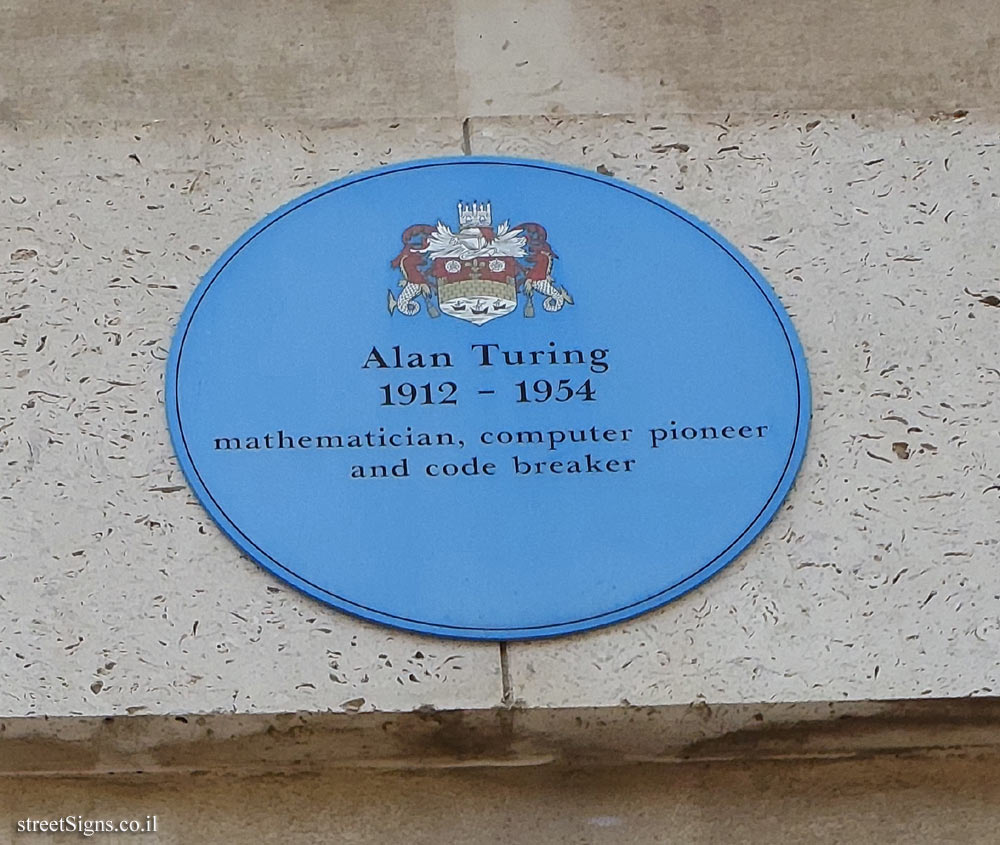 Alan Turing
1912 – 1954
mathematician, computer pioneer
and code breaker
streetSigns.co.il